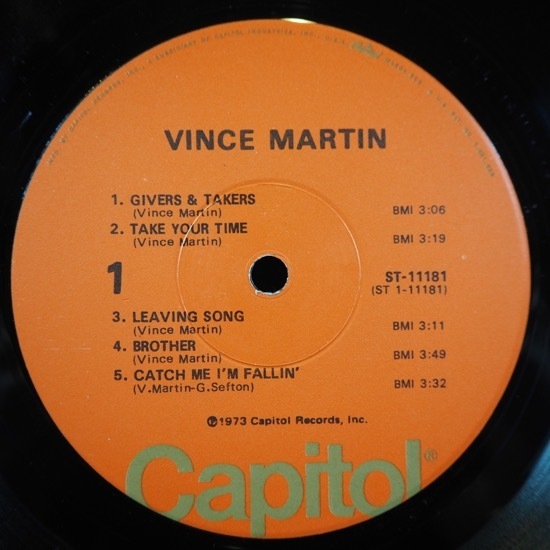 VINCE MARTIN
1. GIVERS & TAKERS
(Vince Martin) BMI 3:06
2. TAKE YOUR TIME
(Vince Martin) BMI 3:19
1 ST-11181
(ST 1-11181)
3. LEAVING SONG
(Vince Martin) BMI 3:11
4. BROTHER
(Vince Martin) BMI 3:49
5. CATCH ME I'M FALLIN'
(V.Martin-G.Sefton) BMI 3:32
℗1973 Capitol Records, Inc.
Capitol®